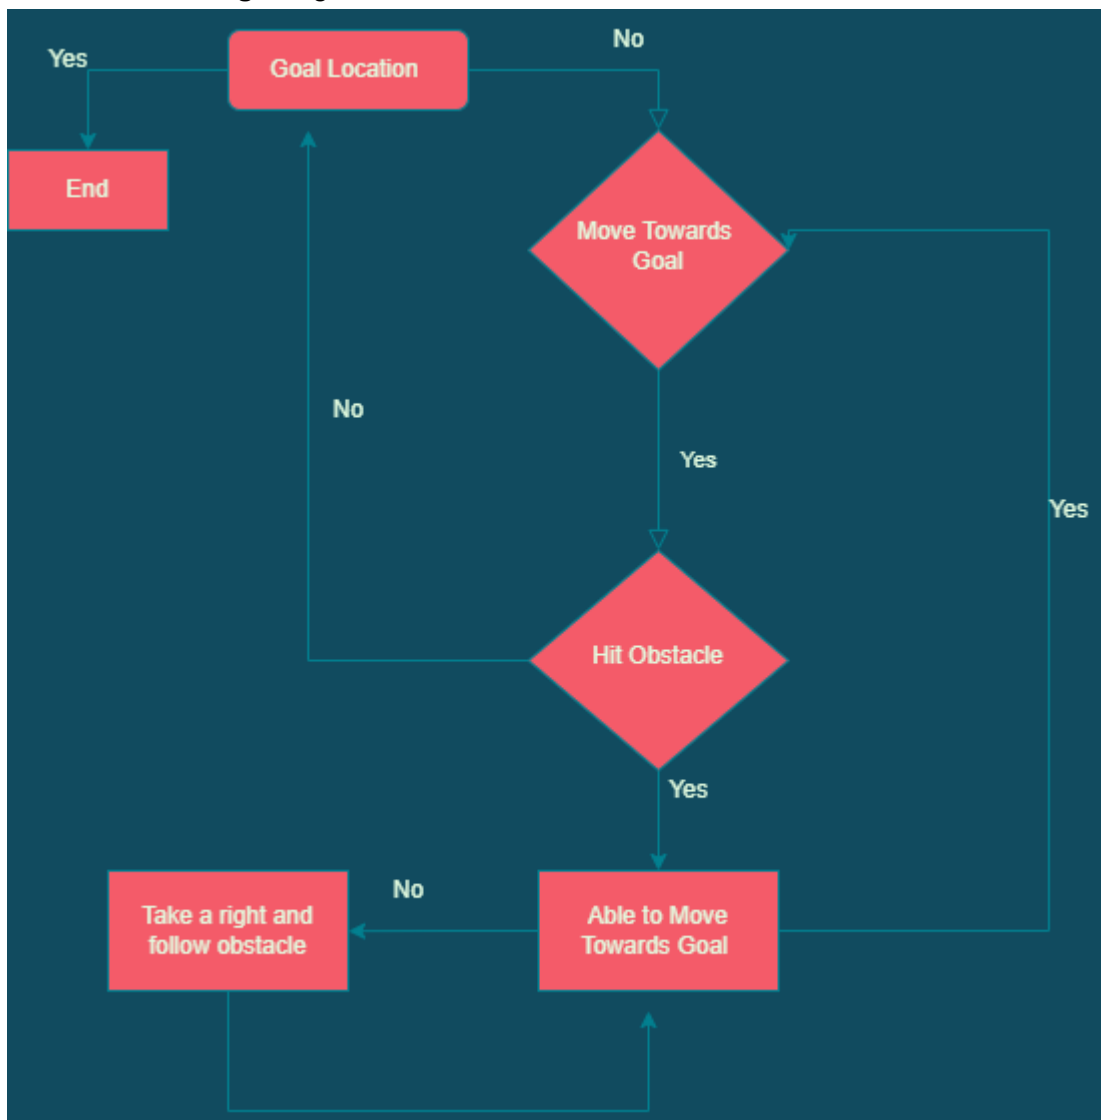 No
Yes
Goal Location
End
Move Towards
Goal
No
Yes
Yes
Hit Obstacle
Yes
No
Take a right and
follow obstacle
Able to Move
Towards Goal